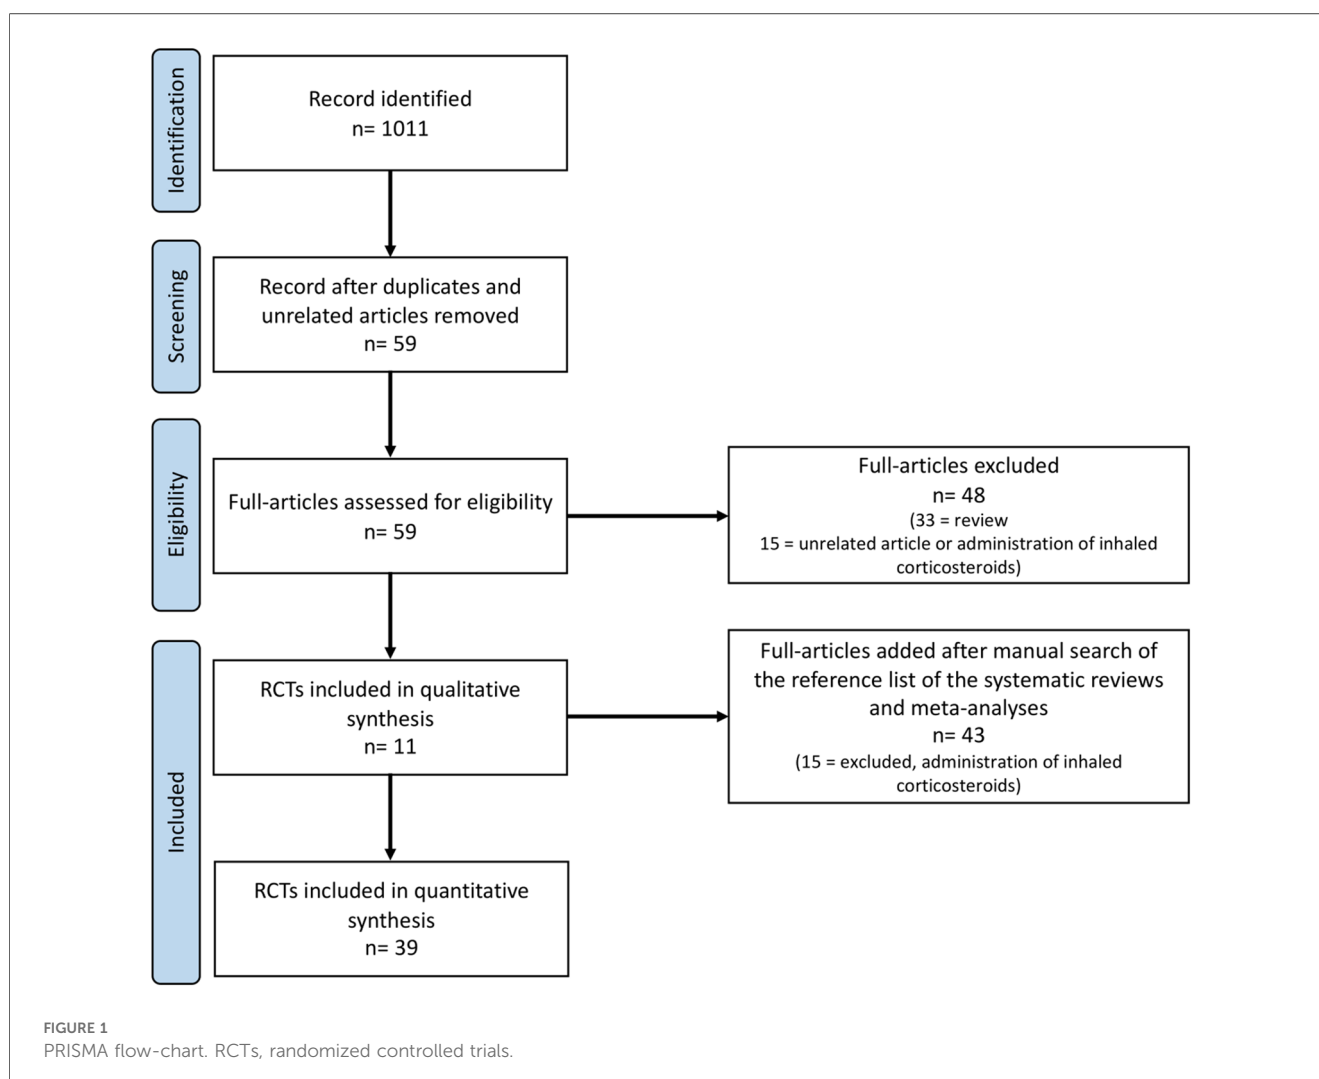 Identification
Record identified
n= 1011
Screening
Record after duplicates and
unrelated articles removed
n= 59
Eligibility
Full-articles assessed for eligibility
n= 59
Full-articles excluded
n= 48
(33 = review
15 = unrelated article or administration of inhaled
corticosteroids)
Included
RCTs included in qualitative
synthesis
n= 11
Full-articles added after manual search of
the reference list of the systematic reviews
and meta-analyses
n= 43
(15 = excluded, administration of inhaled
corticosteroids)
RCTs included in quantitative
synthesis
n= 39
FIGURE 1
PRISMA flow-chart. RCTs, randomized controlled trials.